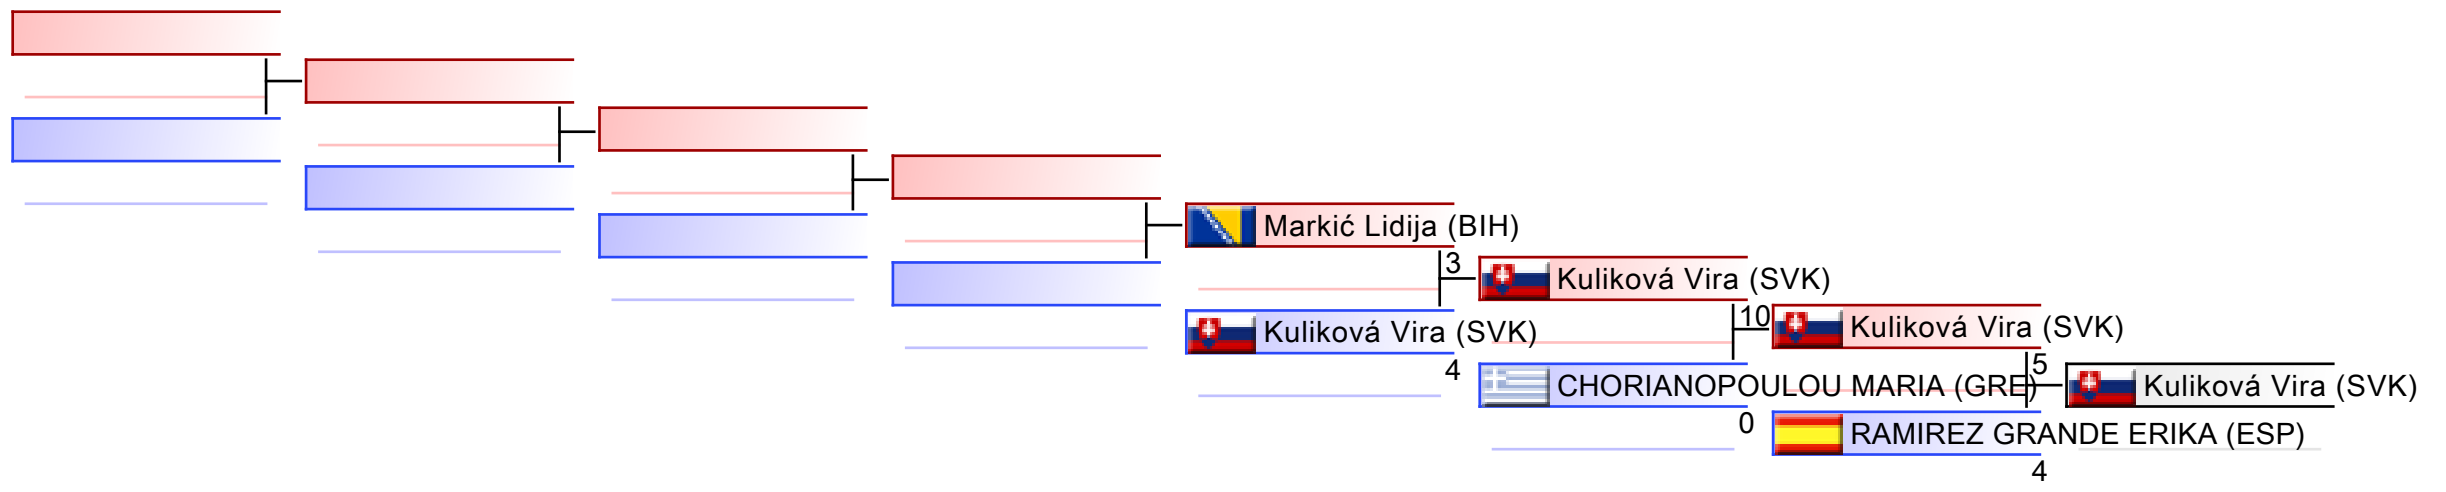 Markić Lidija (BIH)
3
Kuliková Vira (SVK)
10
Kuliková Vira (SVK)
Kuliková Vira (SVK)
4
5
CHORIANOPOULOU MARIA (GRE)
Kuliková Vira (SVK)
0
RAMIREZ GRANDE ERIKA (ESP)
4